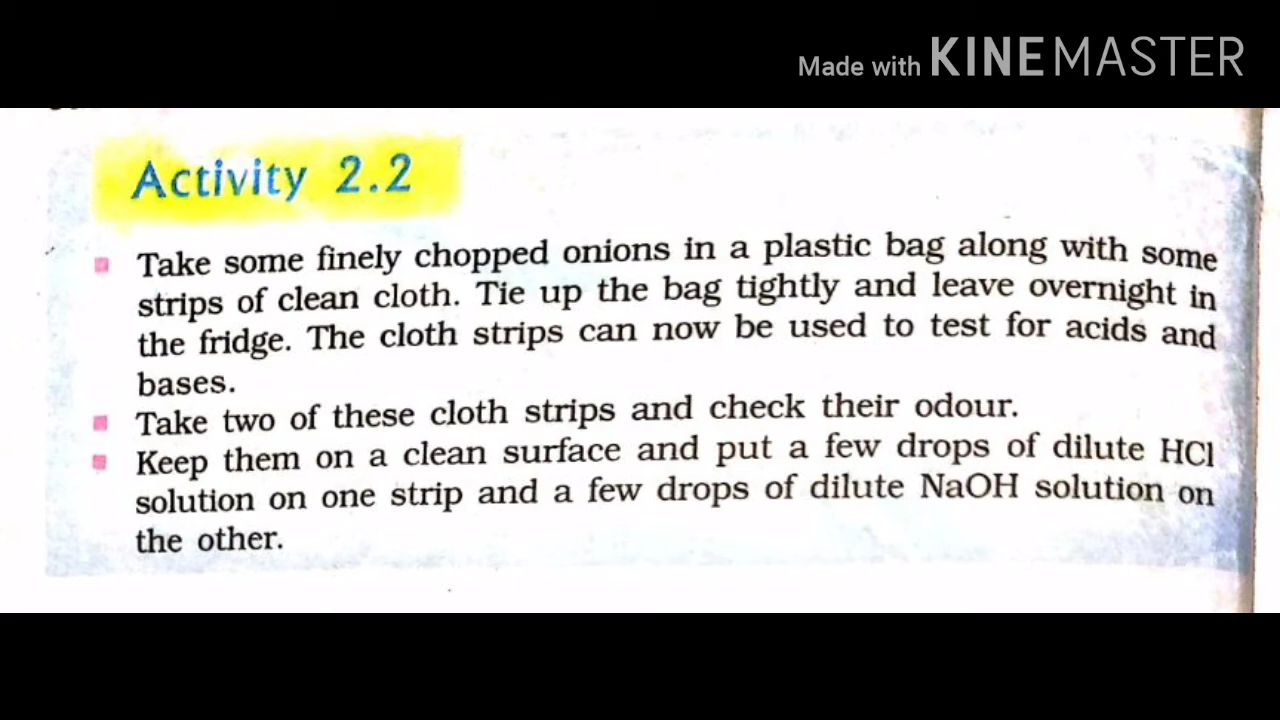 Made with KINEMASTER
Activity 2.2
Take some finely chopped onions in a plastic bag along with some
strips of clean cloth. Tie up the bag tightly and leave overnight in
the fridge. The cloth strips can now be used to test for acids and
bases.
Take two of these cloth strips and check their odour.
Keep them on a clean surface and put a few drops of dilute HCl
solution on one strip and a few drops of dilute NaOH solution on
the other.